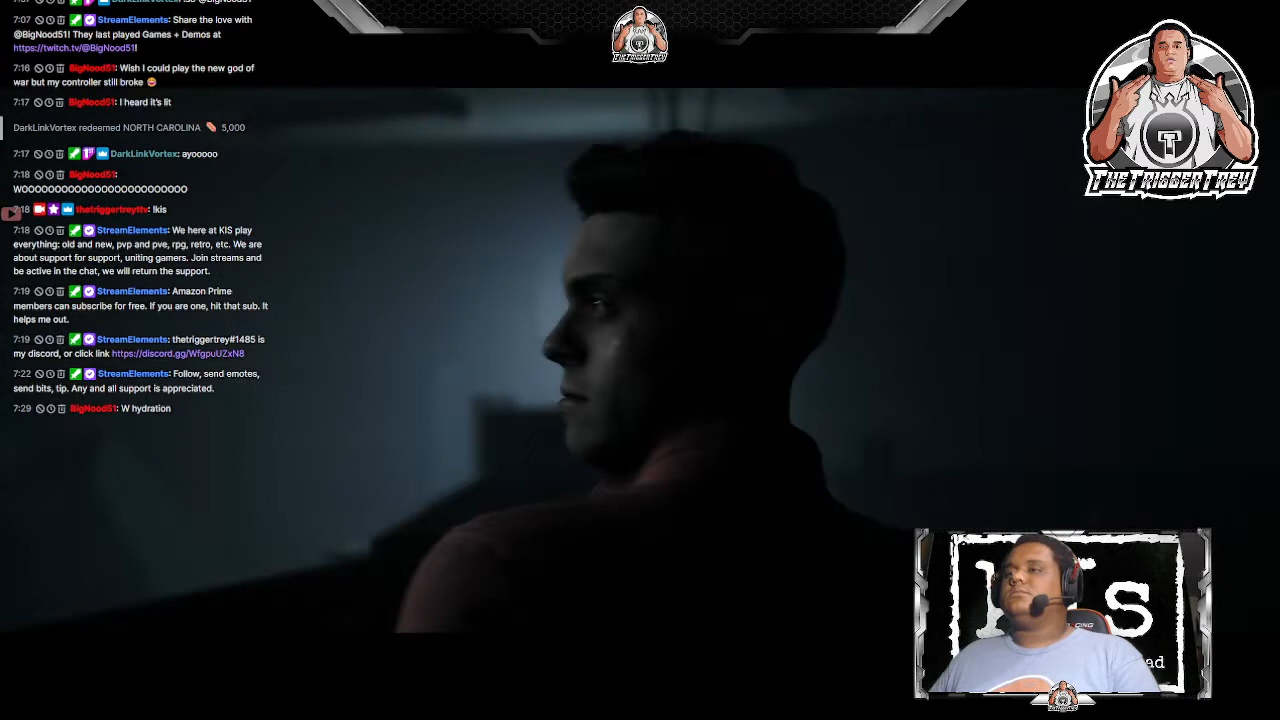 StreamElements: Share the love with
@BigNood51! They last played Games + Demos at
https://twitch.tv/@BigNood51!
7:07
7:16 BigNood51: Wish I could play the new god of
war but my controller still broke 😂
7:17 BigNood51: I heard it's lit
DarkLinkVortex redeemed NORTH CAROLINA 5,000
7:17 DarkLinkVortex: ayooooo
7:18 BigNood51:
WOOOOOOOOOOOOOOOOOOOOOOOOO
7:18 thetriggertreyttv: !kis
7:18 StreamElements: We here at KIS play
everything: old and new, pvp and pve, rpg, retro, etc. We are
about support for support, uniting gamers. Join streams and
be active in the chat, we will return the support.
7:19 StreamElements: Amazon Prime
members can subscribe for free. If you are one, hit that sub. It
helps me out.
7:19 StreamElements: thetriggertrey#1485 is
my discord, or click link https://discord.gg/WfgpuUZxN8
7:22 StreamElements: Follow, send emotes,
send bits, tip. Any and all support is appreciated.
7:29 BigNood51: W hydration
THETRIGGERTREY
T
THETRIGGERTREY
S
ad